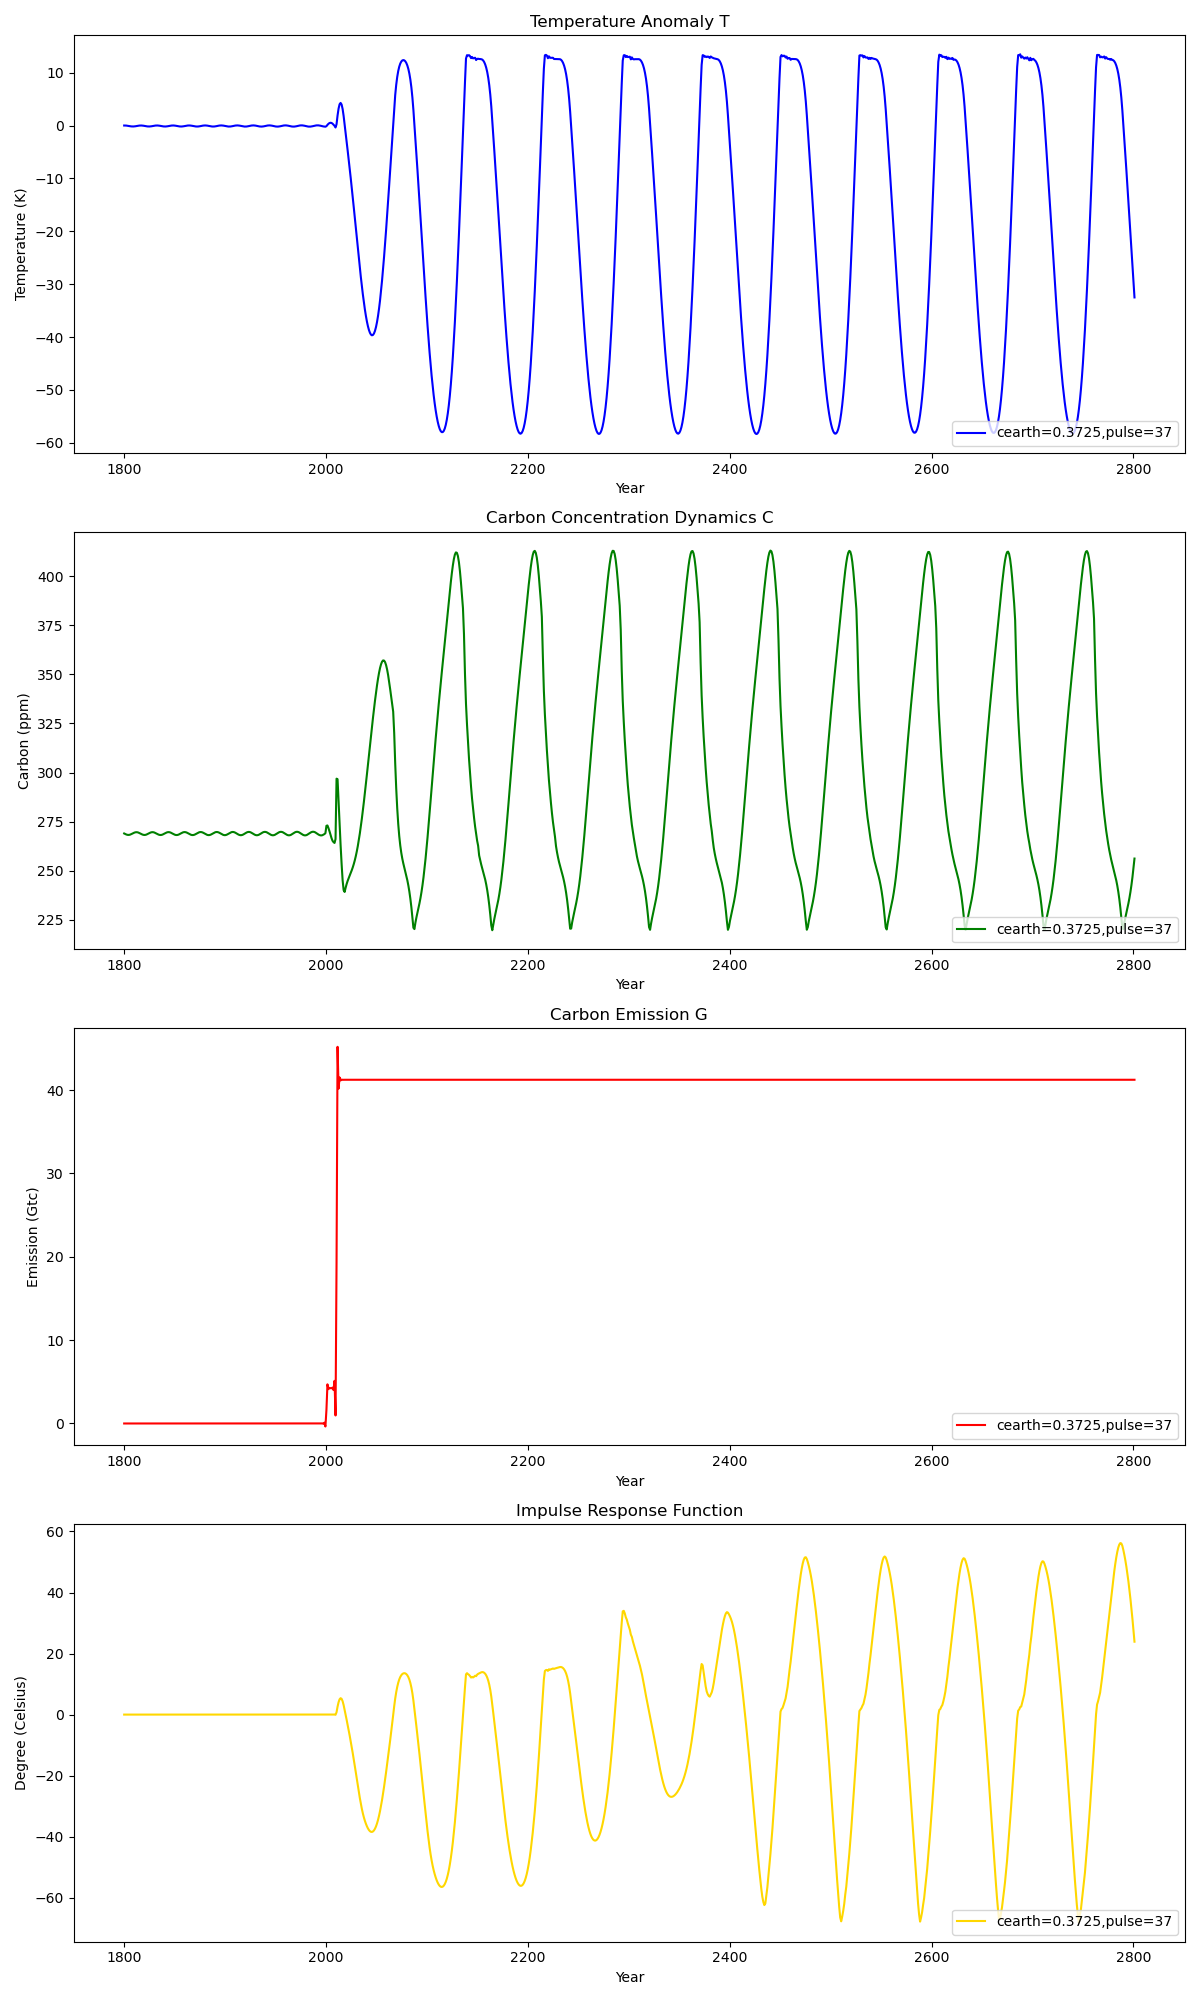 Temperature Anomaly T
Temperature (K)
10
0
−10
−20
−30
−40
−50
−60
cearth=0.3725,pulse=37
1800 2000 2200 2400 2600 2800
Year
Carbon Concentration Dynamics C
Carbon (ppm)
400
375
350
325
300
275
250
225
cearth=0.3725,pulse=37
1800 2000 2200 2400 2600 2800
Year
Carbon Emission G
Emission (Gtc)
40
30
20
10
0
cearth=0.3725,pulse=37
1800 2000 2200 2400 2600 2800
Year
Impulse Response Function
Degree (Celsius)
60
40
20
0
−20
−40
−60
cearth=0.3725,pulse=37
1800 2000 2200 2400 2600 2800
Year